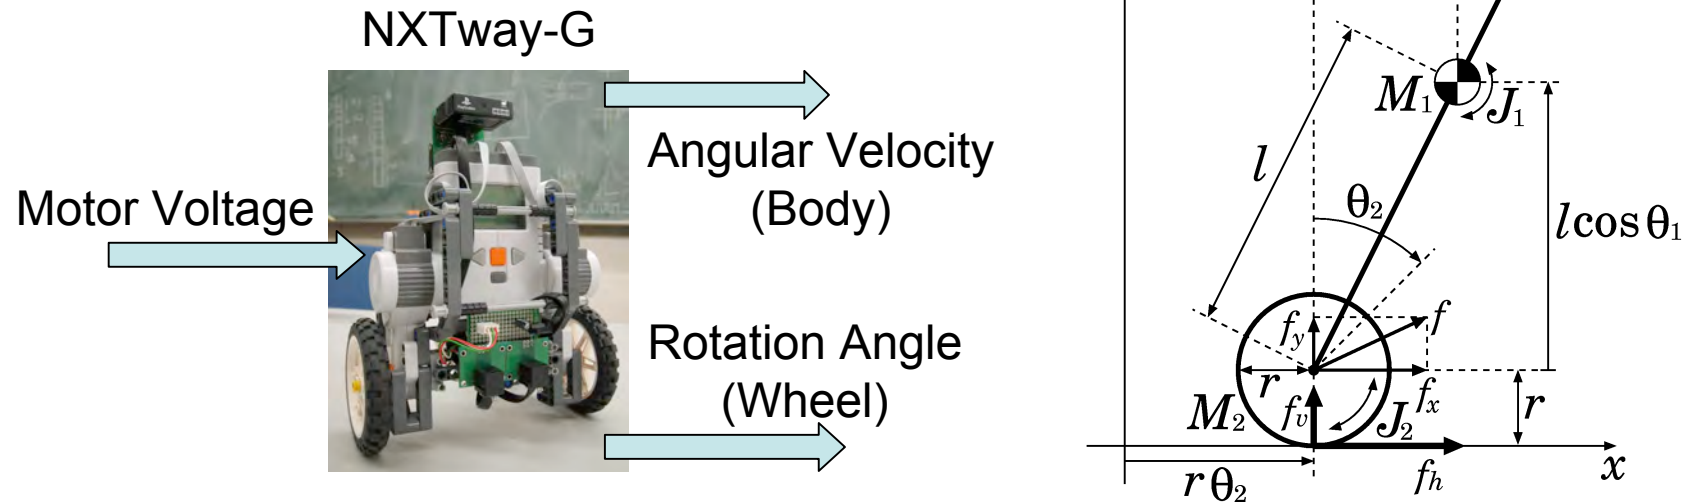 NXTway-G
Motor Voltage
Angular Velocity
(Body)
Rotation Angle
(Wheel)
M₁
J₁
l
θ₂
l cos θ₁
f
f_y
r
f_x
r
M₂
f_v
J₂
f_h
x
r θ₂